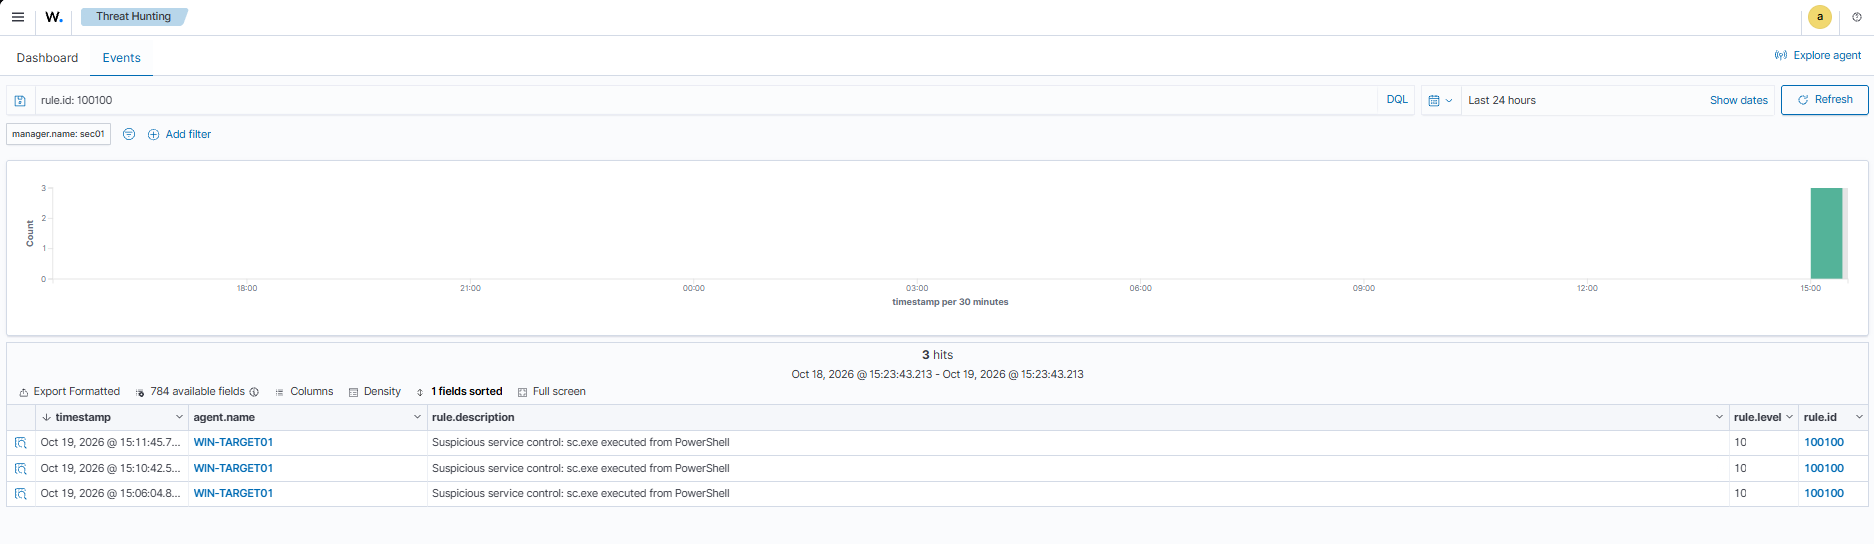 W. Threat Hunting a
Dashboard Events Explore agent
rule.id: 100100 DQL Last 24 hours Show dates Refresh
manager.name: sec01 Add filter
3
2
1
0
Count
18:00 21:00 00:00 03:00 06:00 09:00 12:00 15:00
timestamp per 30 minutes
3 hits
Oct 18, 2026 @ 15:23:43.213 - Oct 19, 2026 @ 15:23:43.213
Export Formatted 784 available fields Columns Density 1 fields sorted Full screen
timestamp agent.name rule.description rule.level rule.id
Oct 19, 2026 @ 15:11:45.7... WIN-TARGET01 Suspicious service control: sc.exe executed from PowerShell 10 100100
Oct 19, 2026 @ 15:10:42.5... WIN-TARGET01 Suspicious service control: sc.exe executed from PowerShell 10 100100
Oct 19, 2026 @ 15:06:04.8... WIN-TARGET01 Suspicious service control: sc.exe executed from PowerShell 10 100100